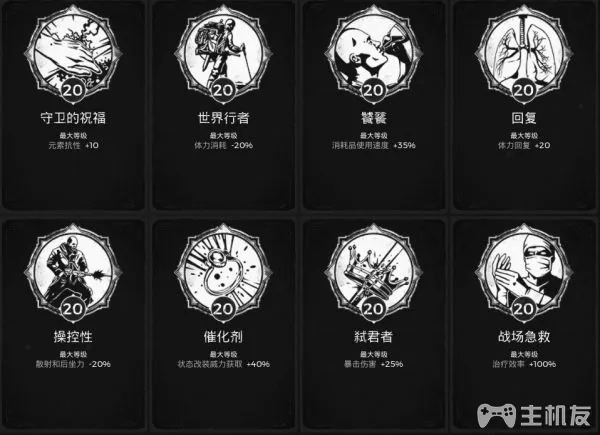 20
20
20
20
守卫的祝福
世界行者
饕餮
回复
最大等级
最大等级
最大等级
最大等级
元素抗性 +10
体力消耗 -20%
消耗品使用速度 +35%
体力回复 +20
20
20
20
20
操控性
催化剂
弑君者
战场急救
最大等级
最大等级
最大等级
最大等级
散射和后坐力 -20%
状态改装威力获取 +40%
暴击伤害 +25%
治疗效率 +100%
主机友